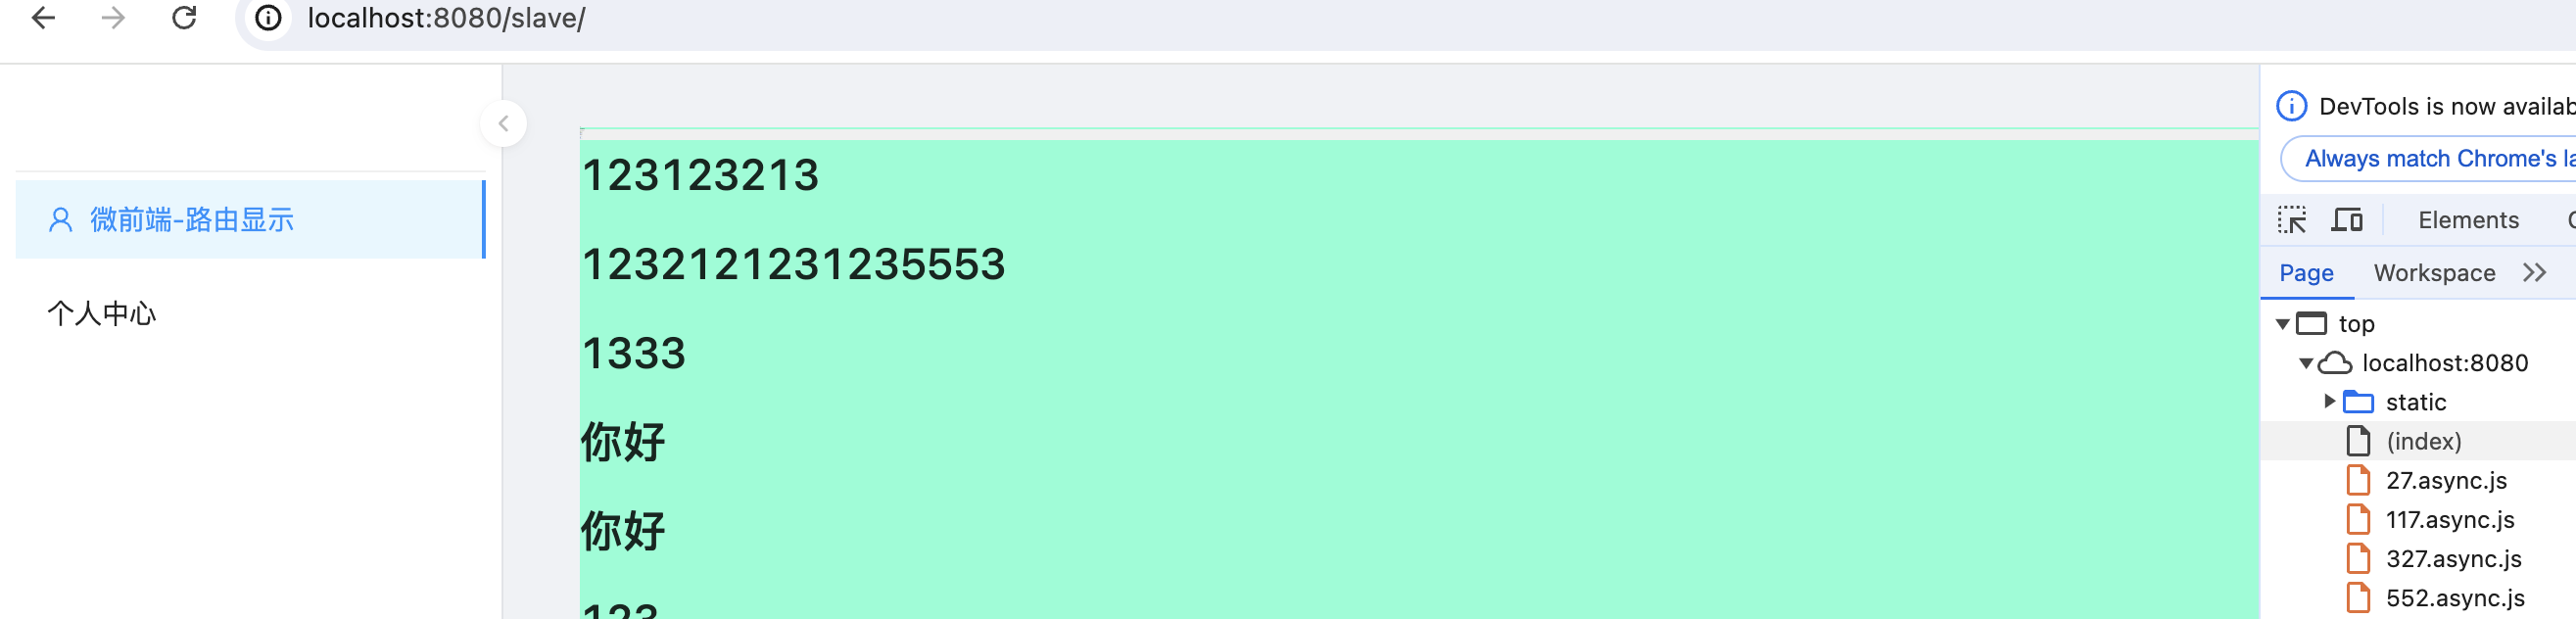 localhost:8080/slave/
微前端-路由显示
个人中心
123123213
1232121231235553
1333
你好
你好
123
DevTools is now availab
Always match Chrome's la
Elements
Page Workspace
top
localhost:8080
static
(index)
27.async.js
117.async.js
327.async.js
552.async.js